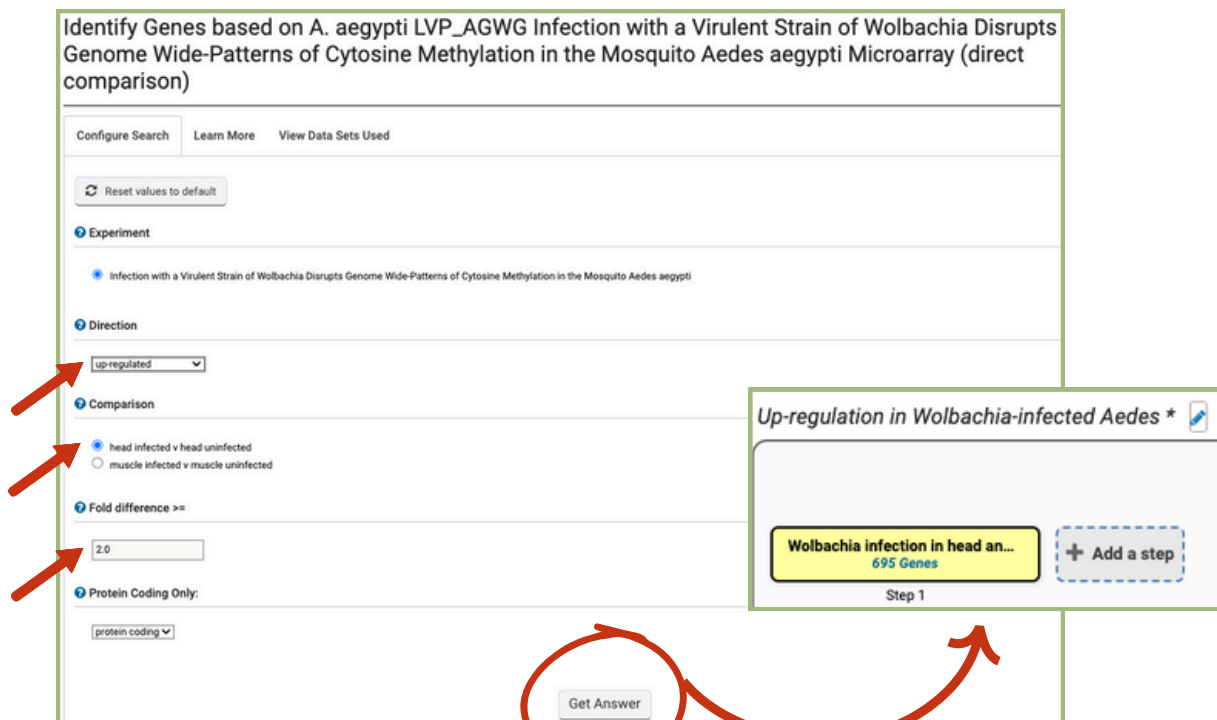 Identify Genes based on A. aegypti LVP_AGWG Infection with a Virulent Strain of Wolbachia Disrupts
Genome Wide-Patterns of Cytosine Methylation in the Mosquito Aedes aegypti Microarray (direct
comparison)
Configure Search Learn More View Data Sets Used
Reset values to default
Experiment
Infection with a Virulent Strain of Wolbachia Disrupts Genome Wide-Patterns of Cytosine Methylation in the Mosquito Aedes aegypti
Direction
up-regulated
Comparison
head infected v head uninfected
muscle infected v muscle uninfected
Fold difference >=
2.0
Protein Coding Only:
protein coding
Get Answer
Up-regulation in Wolbachia-infected Aedes *
Wolbachia infection in head an...
695 Genes
+ Add a step
Step 1